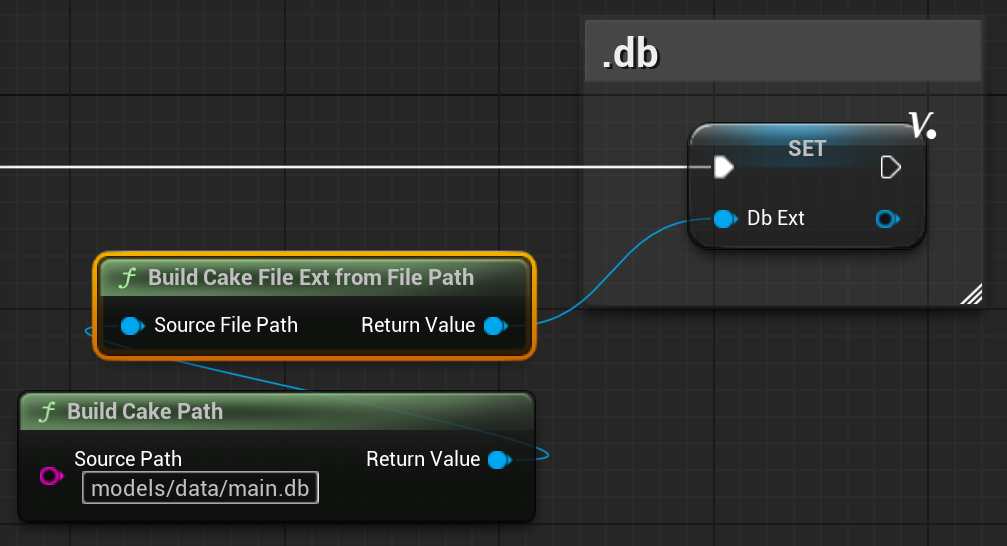 .db
V.
SET
Db Ext
f Build Cake File Ext from File Path
Source File Path Return Value
f Build Cake Path
Source Path Return Value
models/data/main.db